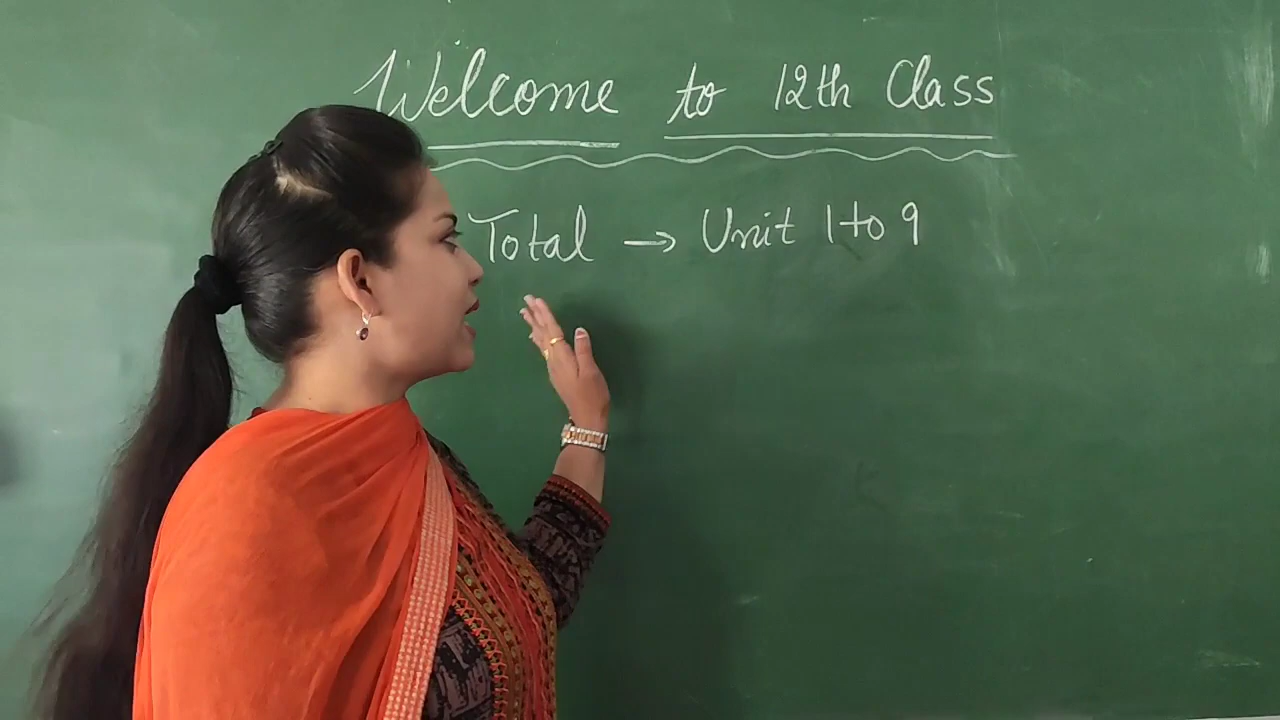 Welcome to 12th Class
Total → Unit 1 to 9